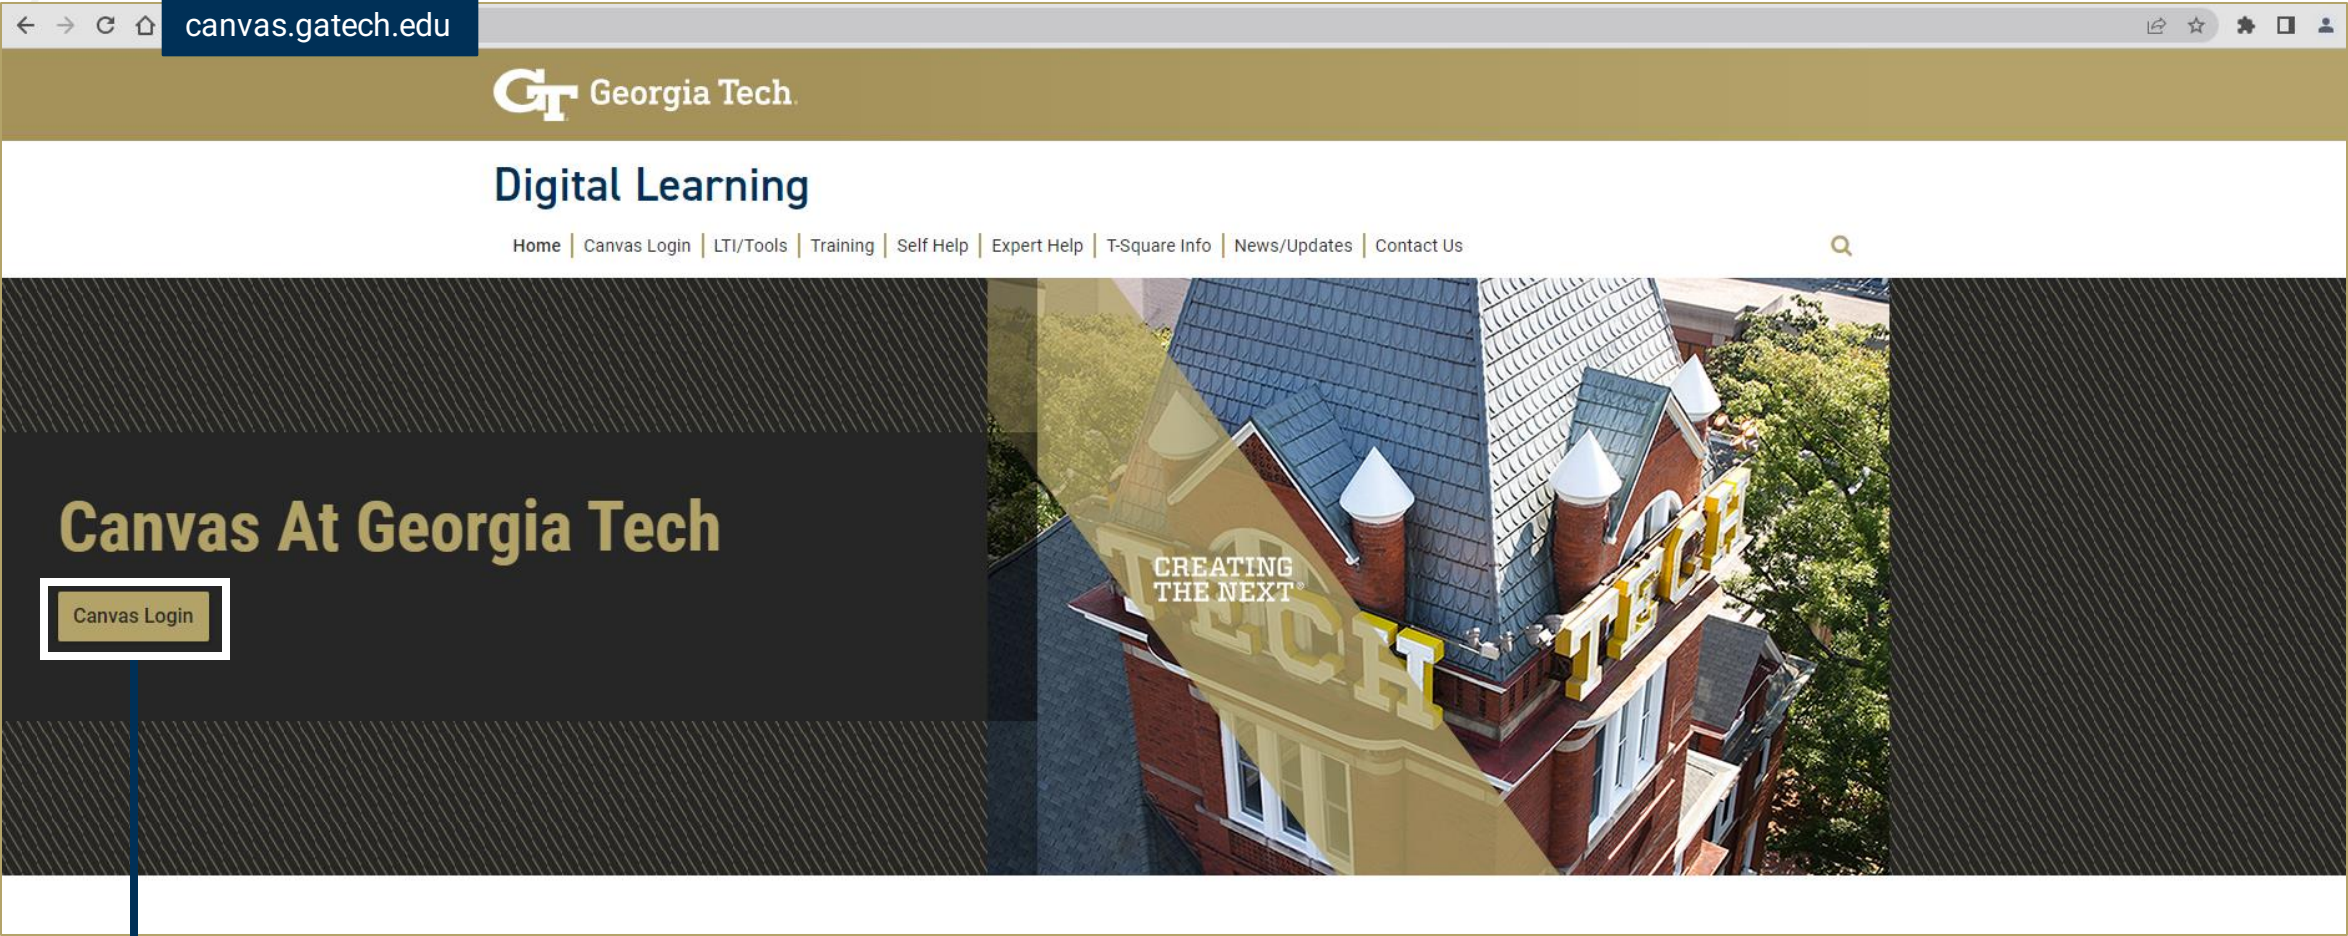 canvas.gatech.edu
GT Georgia Tech.
Digital Learning
Home | Canvas Login | LTI/Tools | Training | Self Help | Expert Help | T-Square Info | News/Updates | Contact Us
Canvas At Georgia Tech
Canvas Login
CREATING
THE NEXT®
TECH
TECH